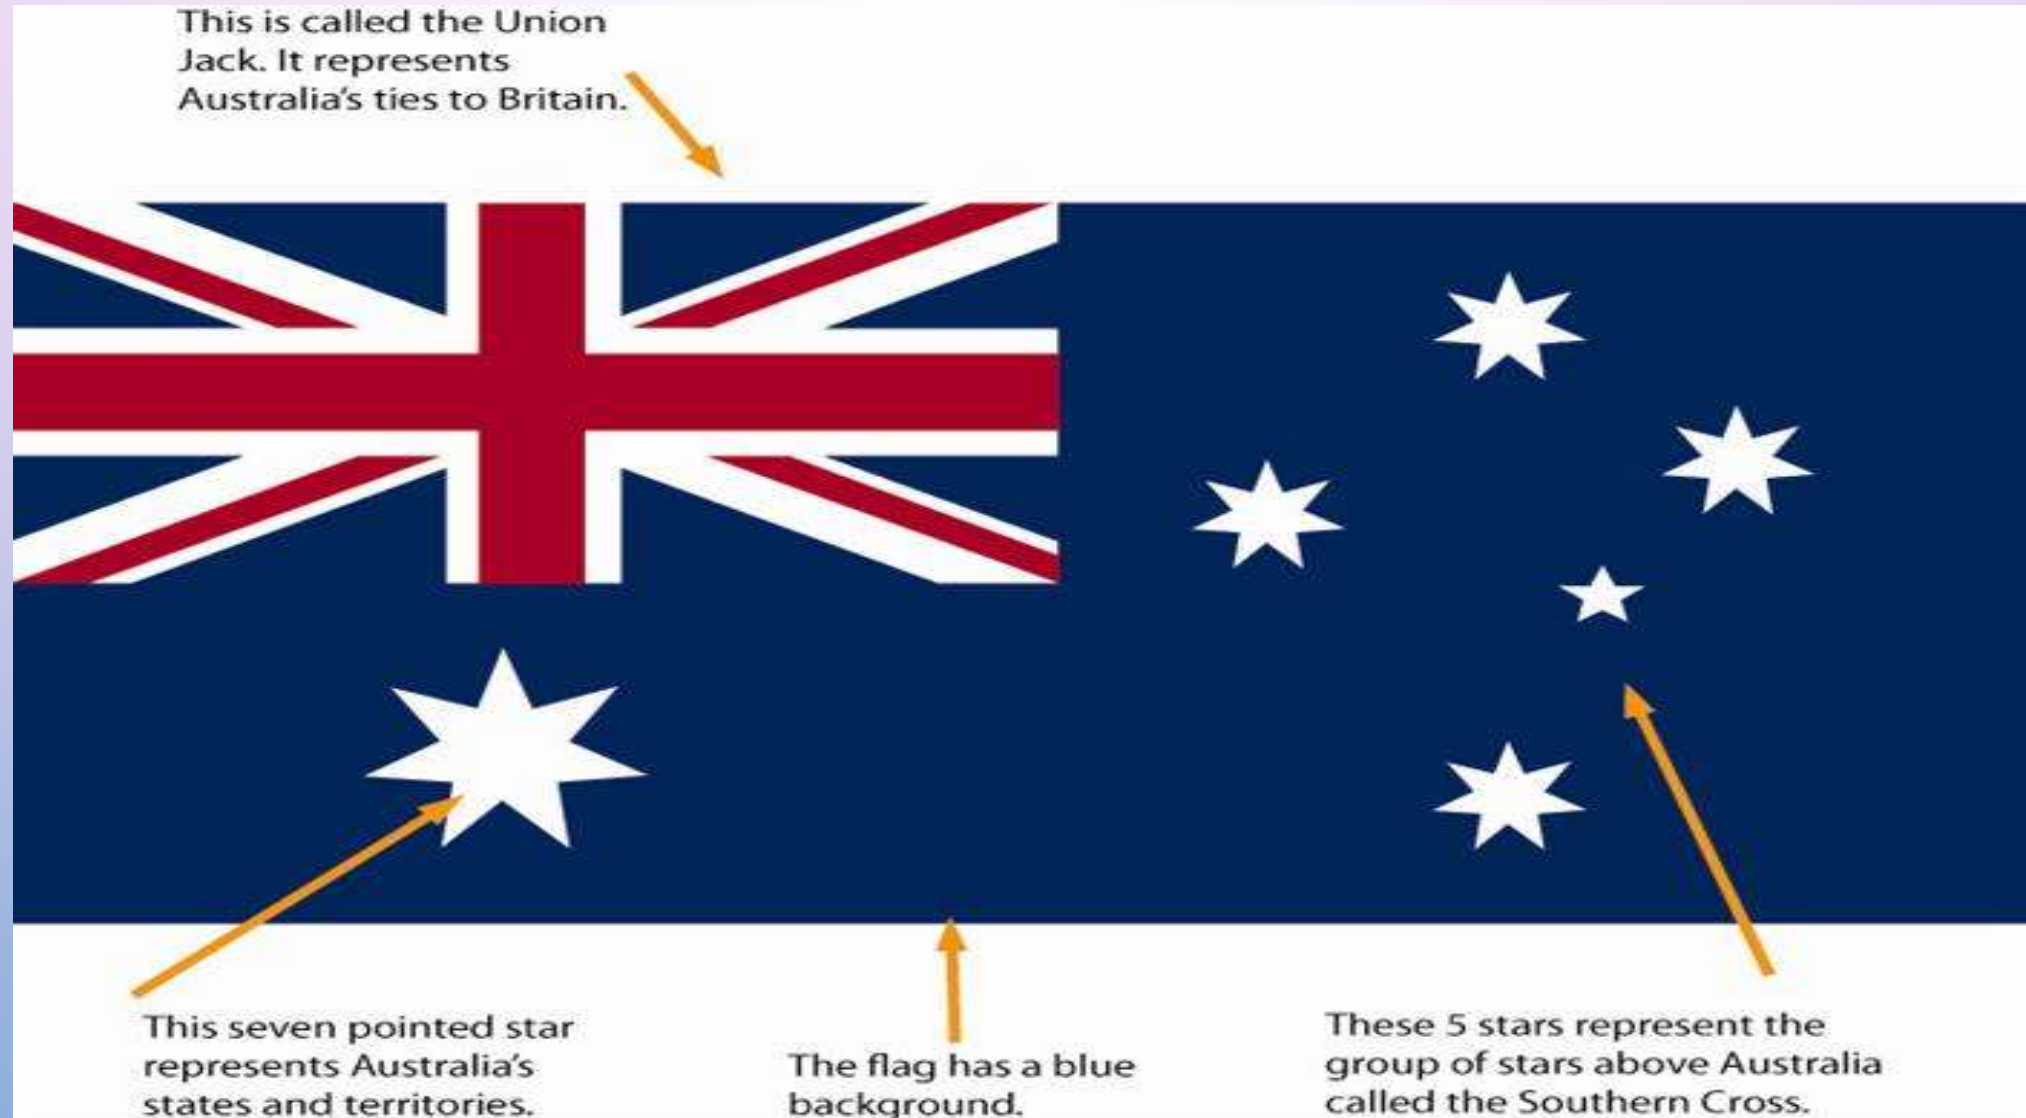 This is called the Union
Jack. It represents
Australia's ties to Britain.
This seven pointed star
represents Australia's
states and territories.
The flag has a blue
background.
These 5 stars represent the
group of stars above Australia
called the Southern Cross.